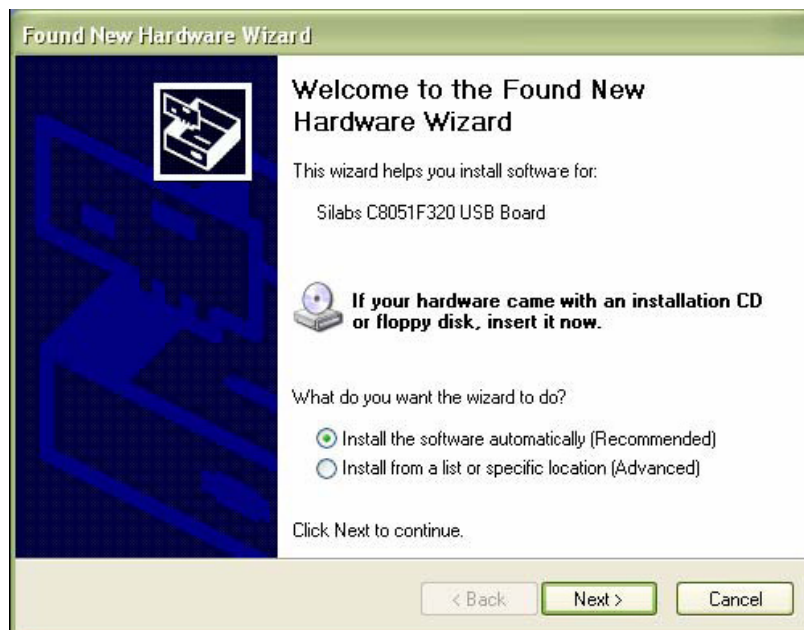 Found New Hardware Wizard
Welcome to the Found New
Hardware Wizard
This wizard helps you install software for:
Silabs C8051F320 USB Board
If your hardware came with an installation CD
or floppy disk, insert it now.
What do you want the wizard to do?
Install the software automatically (Recommended)
Install from a list or specific location (Advanced)
Click Next to continue.
< Back Next > Cancel